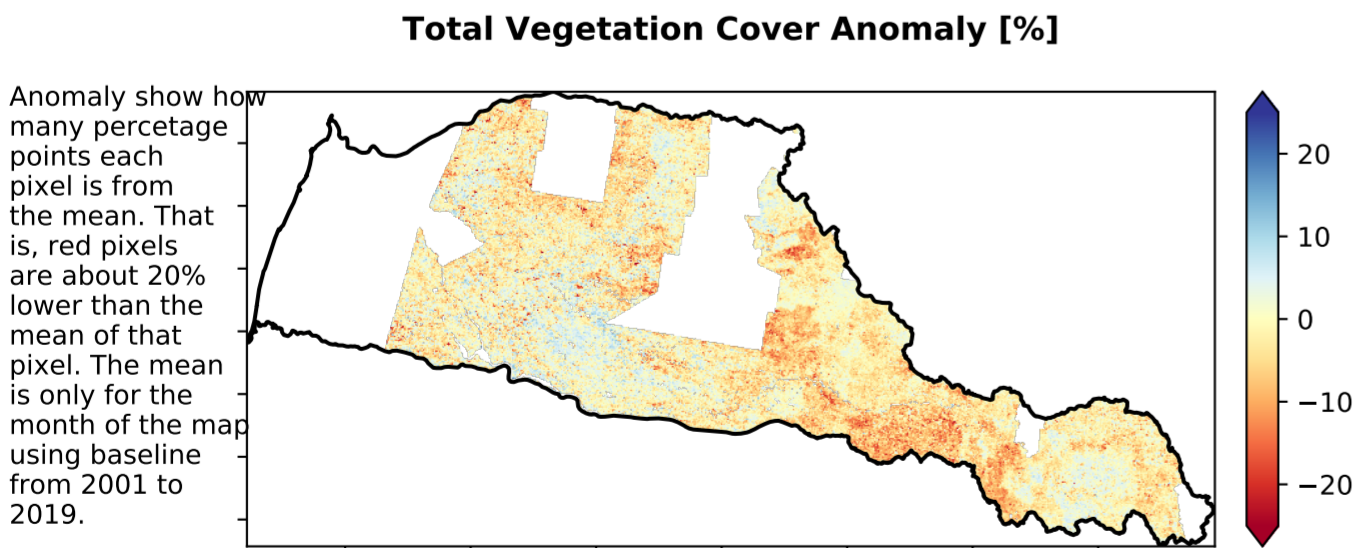 Total Vegetation Cover Anomaly [%]
Anomaly show how
many percetage
points each
pixel is from
the mean. That
is, red pixels
are about 20%
lower than the
mean of that
pixel. The mean
is only for the
month of the map
using baseline
from 2001 to
2019.
20
10
0
−10
−20